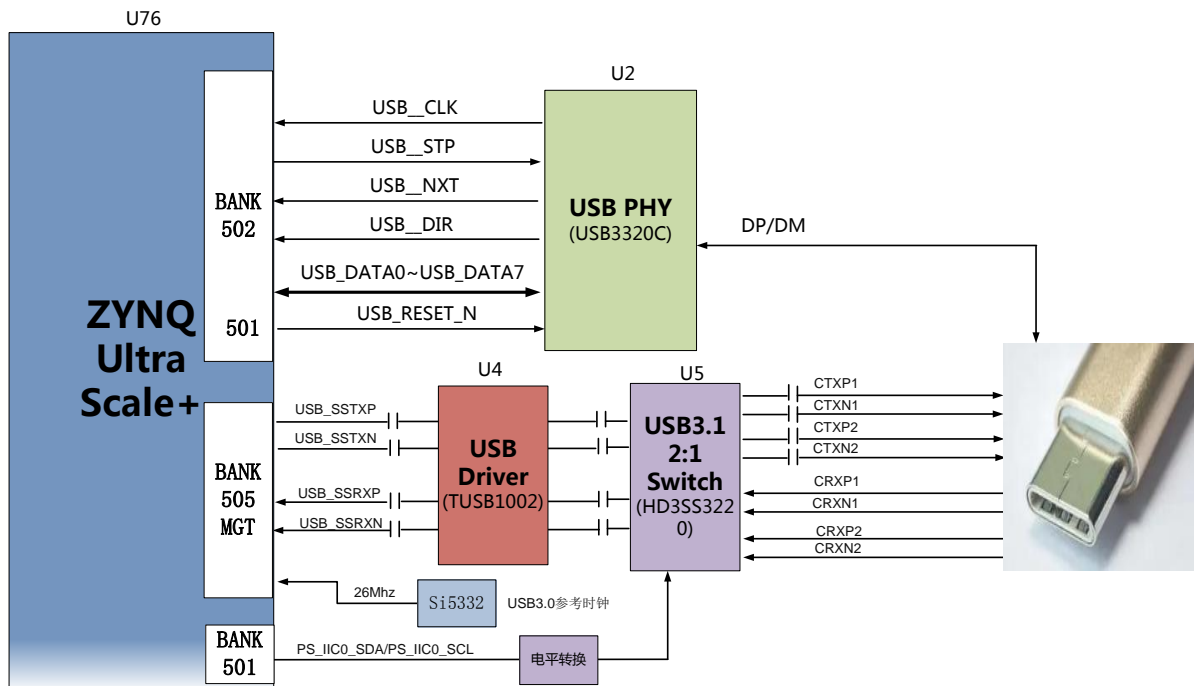 U76
U2
USB__CLK
USB__STP
USB__NXT
USB__DIR
USB_DATA0~USB_DATA7
USB_RESET_N
BANK
502
501
USB PHY
(USB3320C)
DP/DM
ZYNQ
Ultra
Scale+
U4
U5
USB_SSTXP
USB_SSTXN
USB_SSRXP
USB_SSRXN
BANK
505
MGT
USB
Driver
(TUSB1002)
USB3.1
2:1
Switch
(HD3SS322
0)
CTXP1
CTXN1
CTXP2
CTXN2
CRXP1
CRXN1
CRXP2
CRXN2
26Mhz
Si5332
USB3.0参考时钟
BANK
501
PS_IIC0_SDA/PS_IIC0_SCL
电平转换